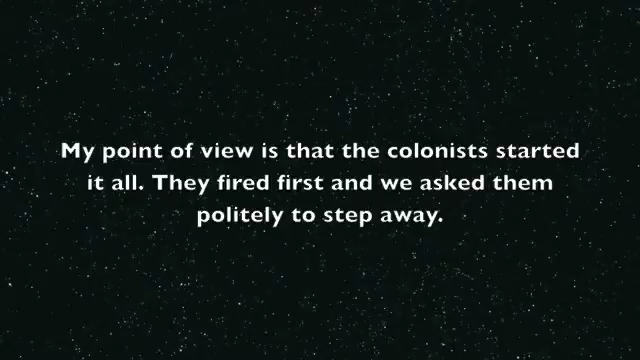 My point of view is that the colonists started
it all. They fired first and we asked them
politely to step away.